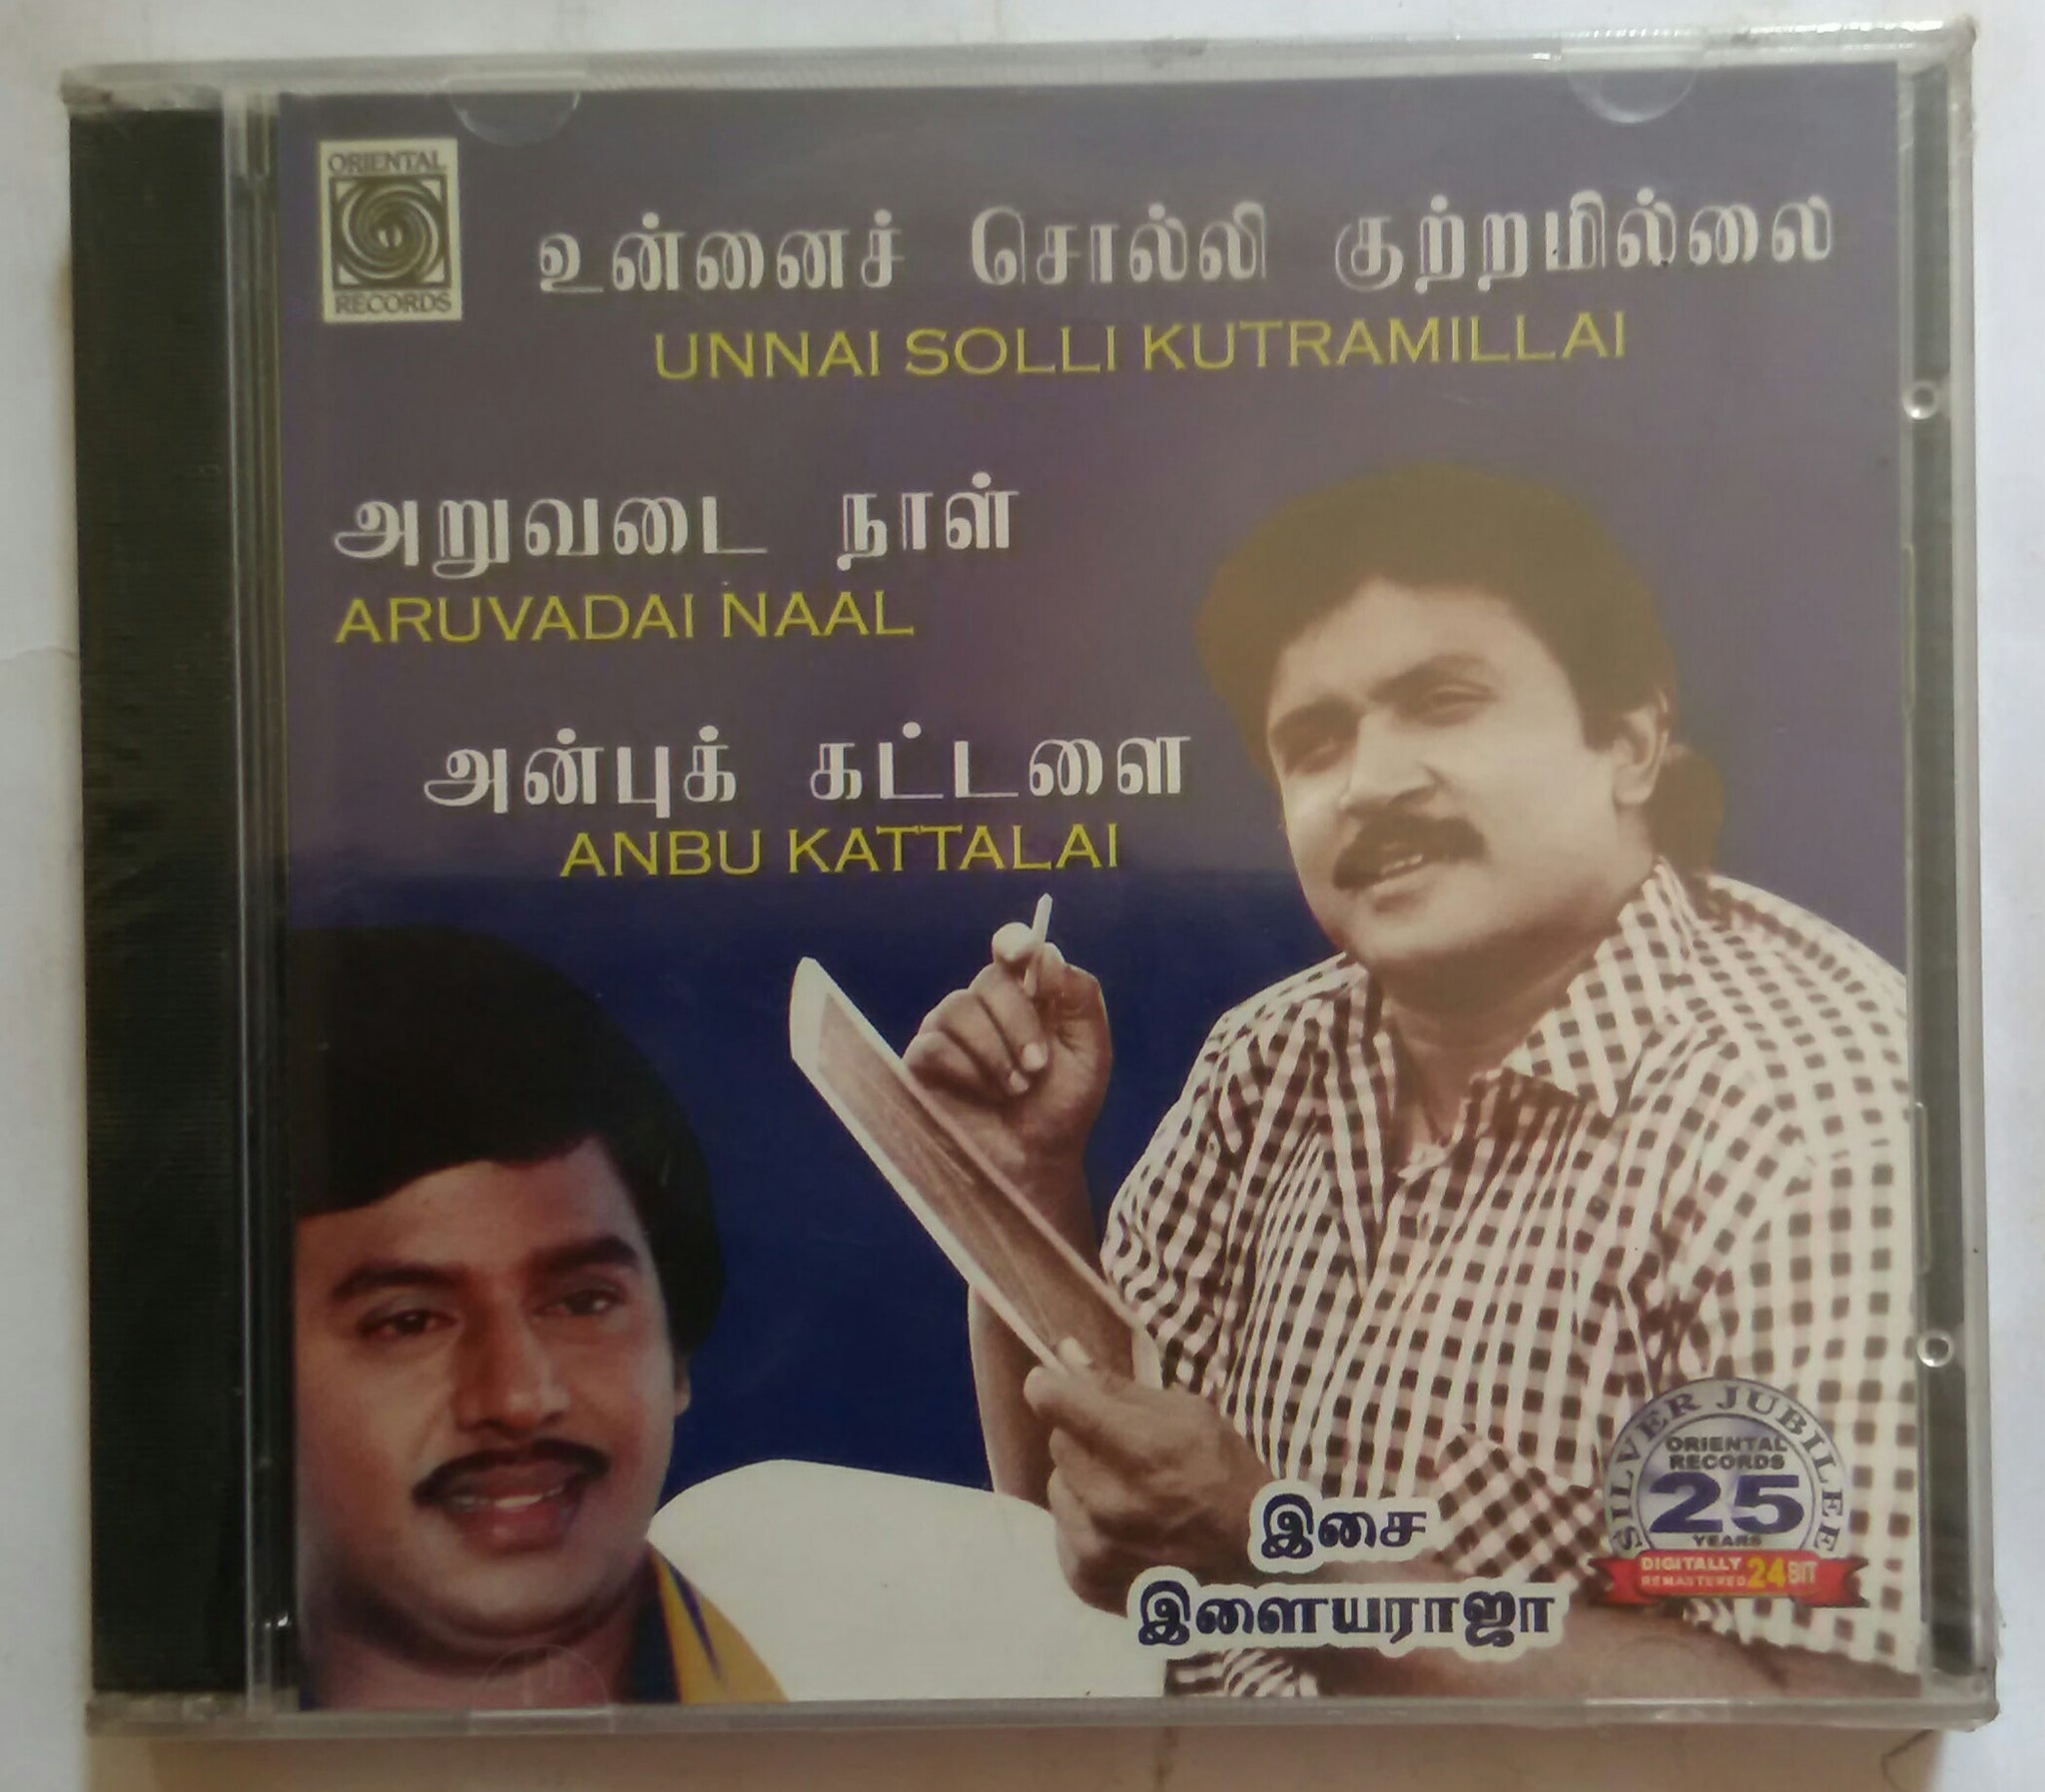 ORIENTAL
RECORDS
உன்னைச் சொல்லி குற்றமில்லை
UNNAI SOLLI KUTRAMILLAI
அறுவடை நாள்
ARUVADAI NAAL
அன்புக் கட்டளை
ANBU KATTALAI
இசை
இளையராஜா
SILVER JUBILEE
ORIENTAL
RECORDS
25
YEARS
DIGITALLY
REMASTERED 24 BIT